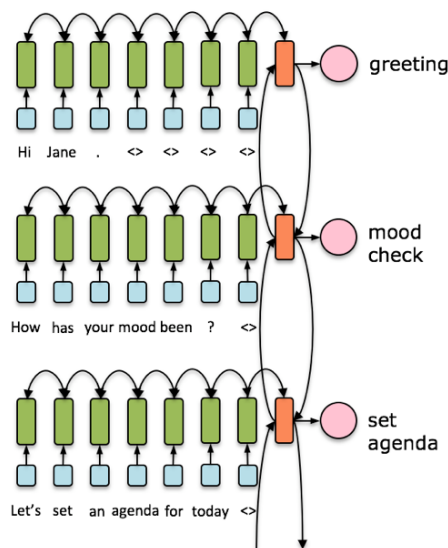 greeting
Hi Jane . <> <> <> <>
mood
check
How has your mood been ? <>
set
agenda
Let's set an agenda for today <>